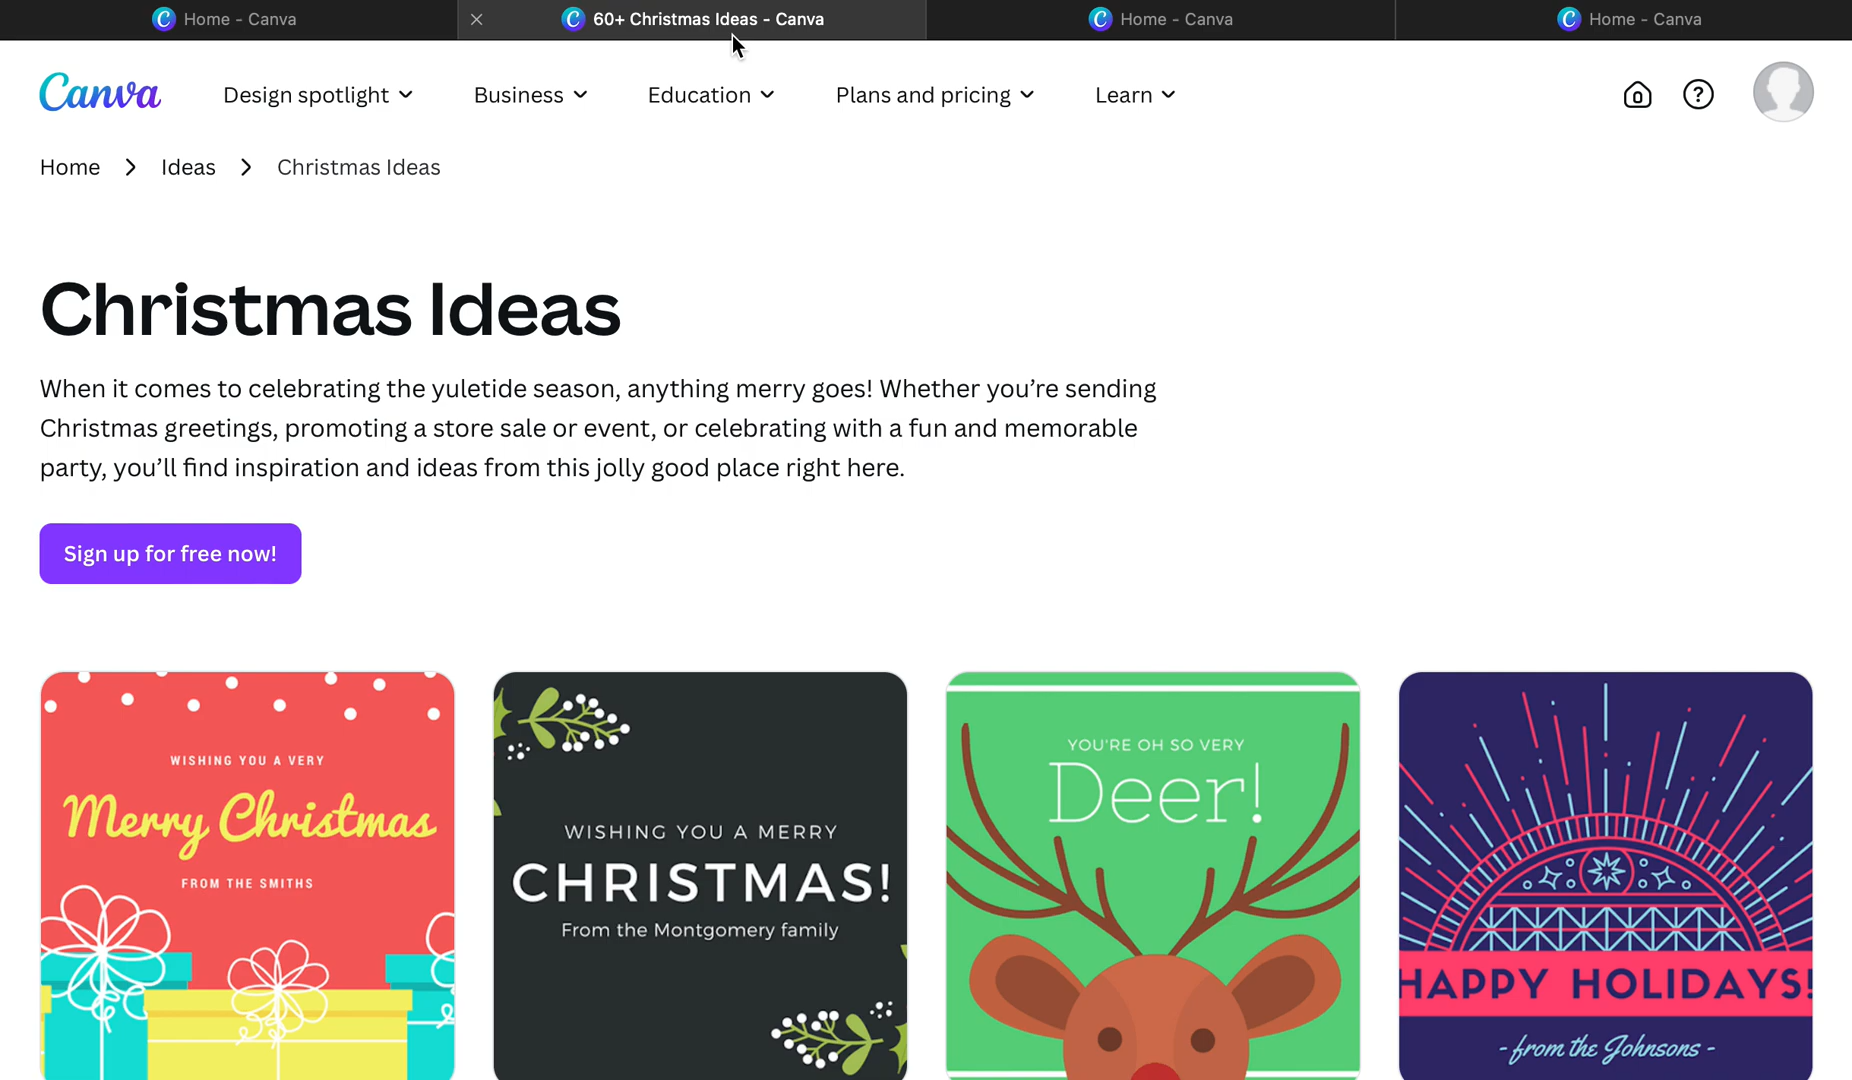 Home - Canva
60+ Christmas Ideas - Canva
Home - Canva
Home - Canva
Canva
Design spotlight
Business
Education
Plans and pricing
Learn
Home
Ideas
Christmas Ideas
Christmas Ideas
When it comes to celebrating the yuletide season, anything merry goes! Whether you’re sending
Christmas greetings, promoting a store sale or event, or celebrating with a fun and memorable
party, you’ll find inspiration and ideas from this jolly good place right here.
Sign up for free now!
WISHING YOU A VERY
Merry Christmas
FROM THE SMITHS
WISHING YOU A MERRY
CHRISTMAS!
From the Montgomery family
YOU'RE OH SO VERY
Deer!
HAPPY HOLIDAYS!
- from the Johnsons -